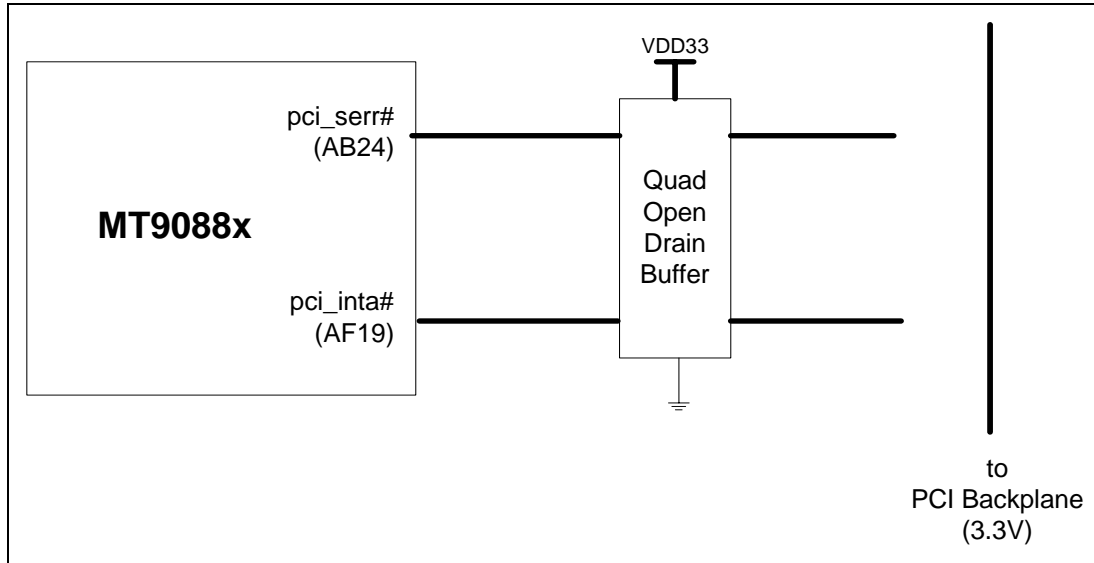 VDD33
pci_serr#
(AB24)
MT9088x
Quad
Open
Drain
Buffer
pci_inta#
(AF19)
to
PCI Backplane
(3.3V)